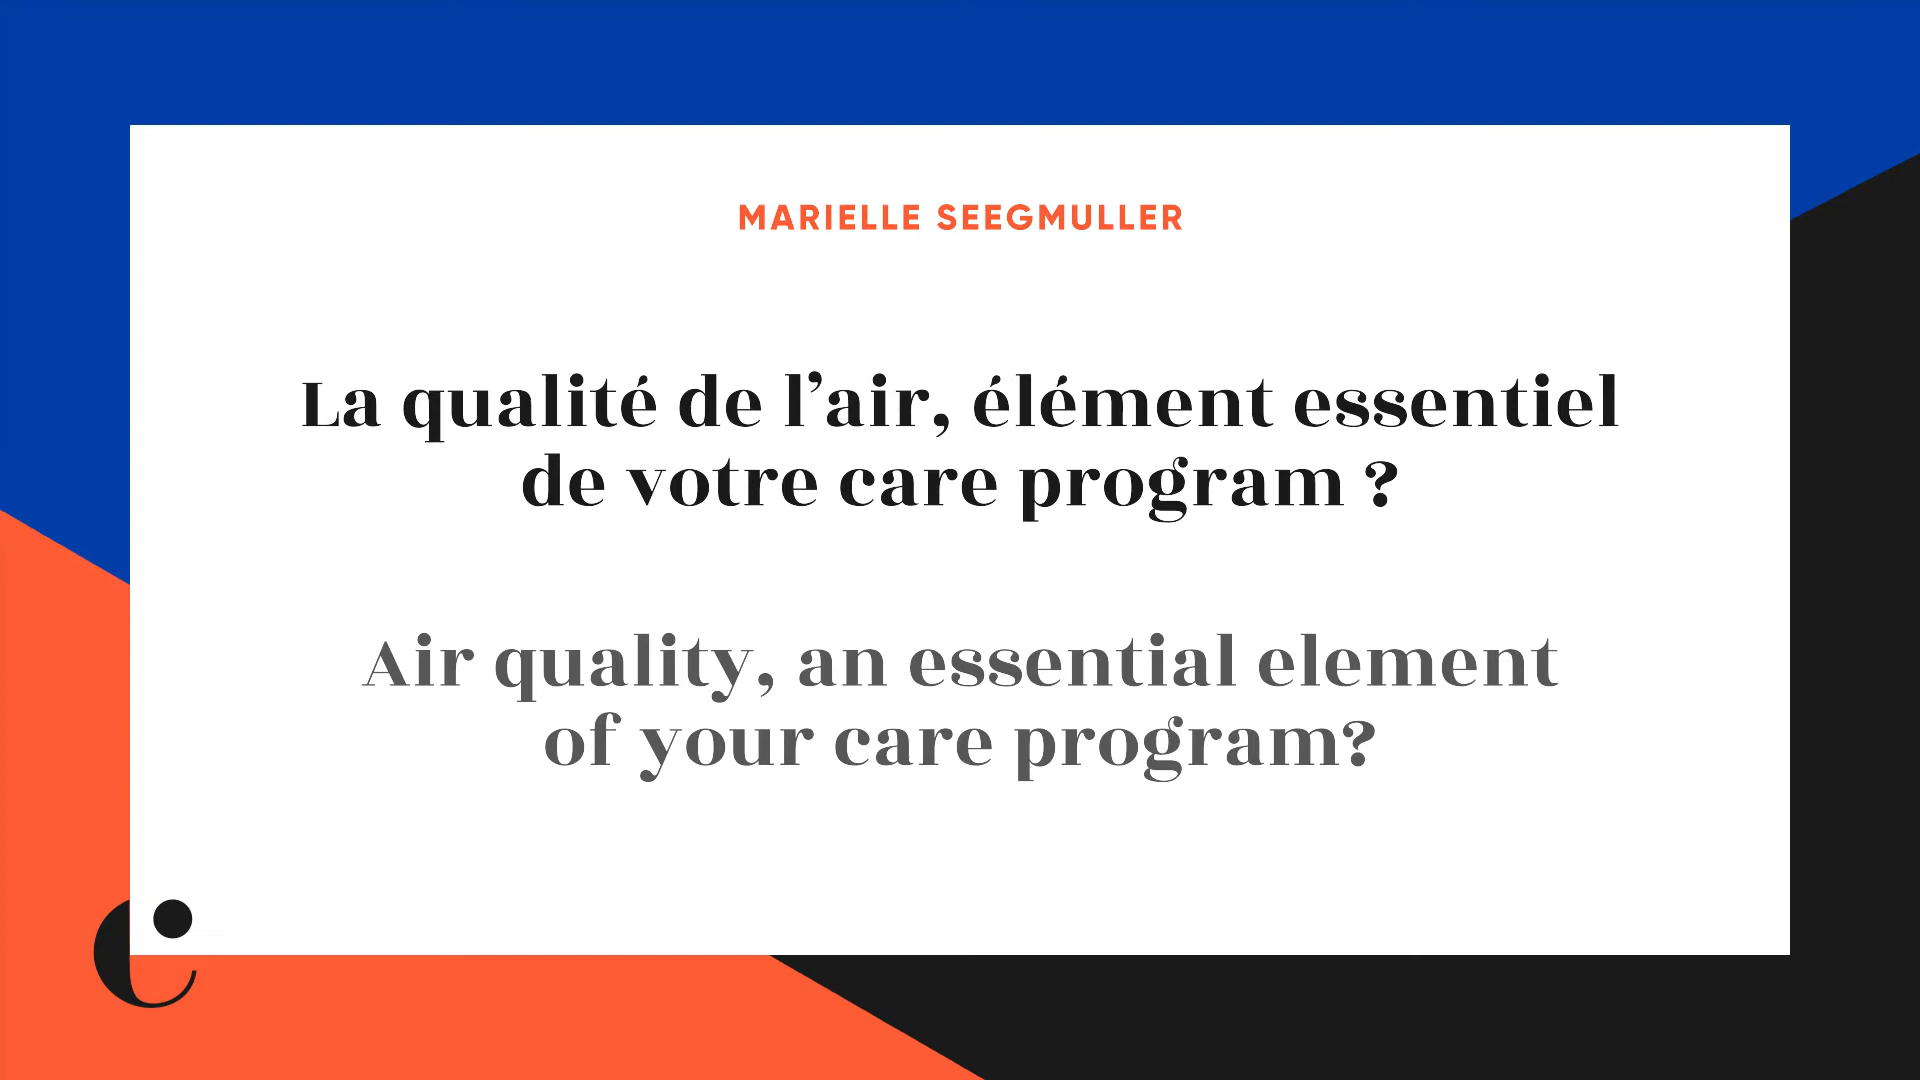 MARIELLE SEEGMULLER
La qualité de l’air, élément essentiel
de votre care program ?
Air quality, an essential element
of your care program?